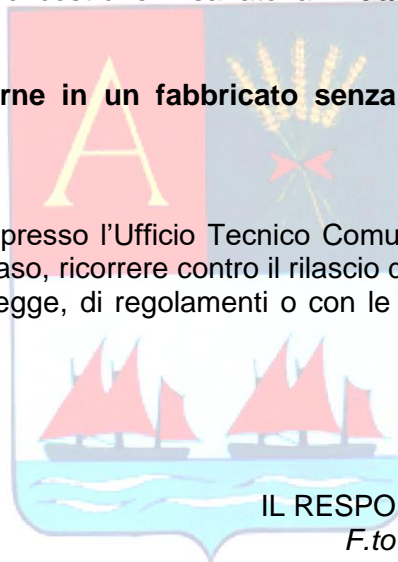 rne in un fabbricato senza
A
presso l'Ufficio Tecnico Comu
aso, ricorrere contro il rilascio d
egge, di regolamenti o con le
IL RESPO
F.to